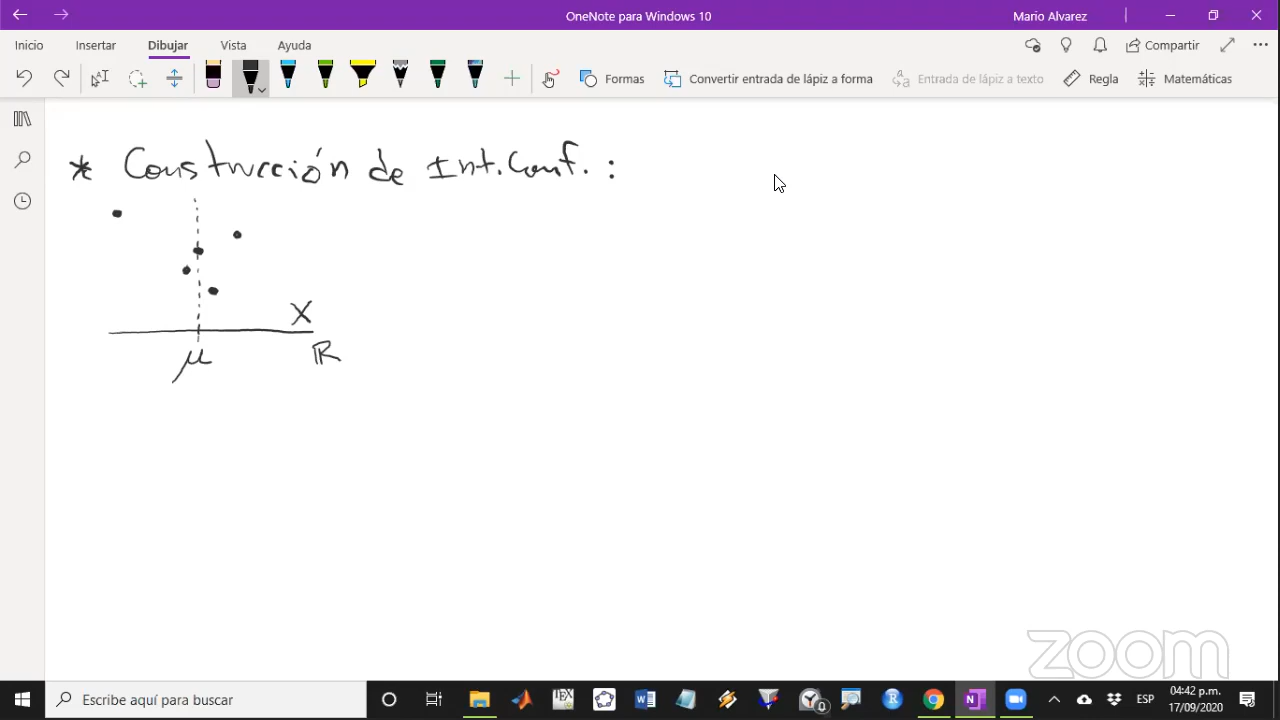 OneNote para Windows 10
Mario Alvarez
Inicio Insertar Dibujar Vista Ayuda
Compartir
Formas Convertir entrada de lápiz a forma Entrada de lápiz a texto Regla Matemáticas
* Construcción de Int. Conf. :
X
μ
ℝ
zoom
Escribe aquí para buscar
ESP
04:42 p.m.
17/09/2020